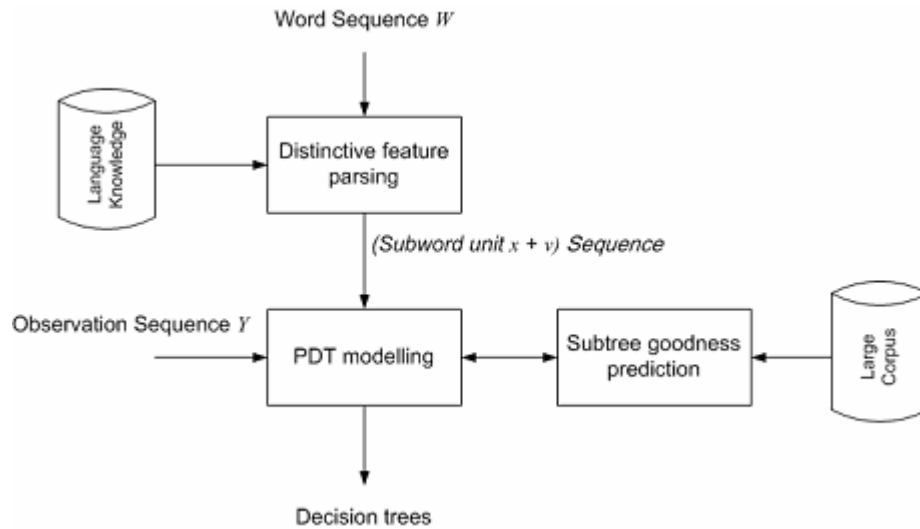 Word Sequence W
Language
Knowledge
Distinctive feature
parsing
(Subword unit x + v) Sequence
Observation Sequence Y
PDT modelling
Subtree goodness
prediction
Large
Corpus
Decision trees